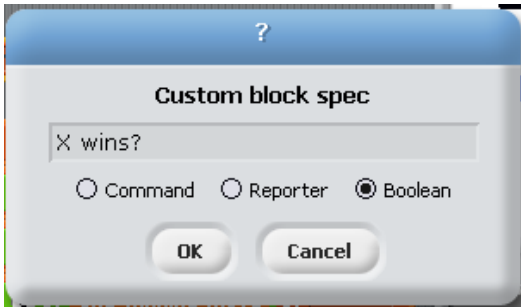 ?
Custom block spec
X wins?
Command Reporter Boolean
OK Cancel